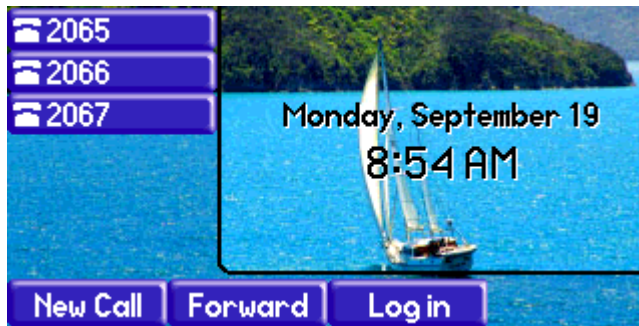 2065
2066
2067
Monday, September 19
8:54 AM
New Call
Forward
Log in